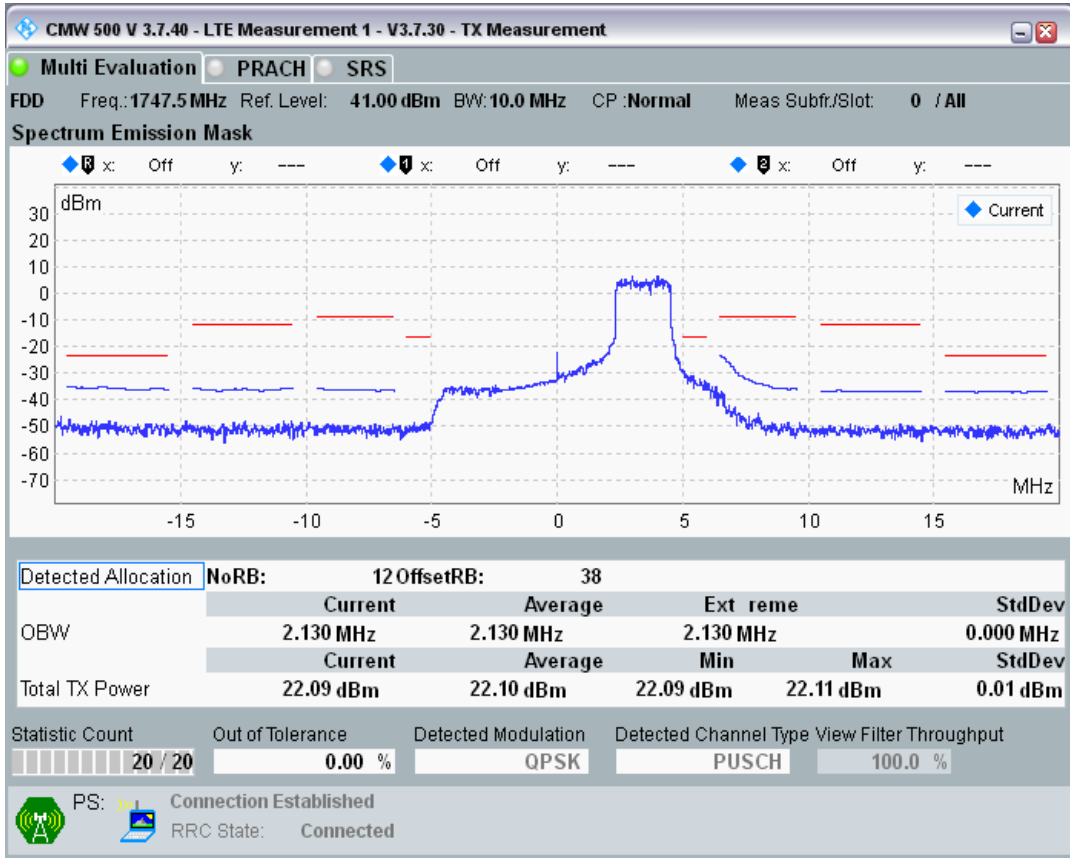 CMW 500 V 3.7.40 - LTE Measurement 1 - V3.7.30 - TX Measurement
Multi Evaluation PRACH SRS
FDD Freq.: 1747.5 MHz Ref. Level: 41.00 dBm BW: 10.0 MHz CP :Normal Meas Subfr./Slot: 0 / All
Spectrum Emission Mask
R x: Off y: --- 1 x: Off y: --- 2 x: Off y: ---
dBm
Current
30
20
10
0
-10
-20
-30
-40
-50
-60
-70
MHz
-15 -10 -5 0 5 10 15
Detected Allocation NoRB: 12 OffsetRB: 38
Current Average Ext reme StdDev
OBW 2.130 MHz 2.130 MHz 2.130 MHz 0.000 MHz
Current Average Min Max StdDev
Total TX Power 22.09 dBm 22.10 dBm 22.09 dBm 22.11 dBm 0.01 dBm
Statistic Count Out of Tolerance Detected Modulation Detected Channel Type View Filter Throughput
20 / 20 0.00 % QPSK PUSCH 100.0 %
PS: Connection Established
RRC State: Connected